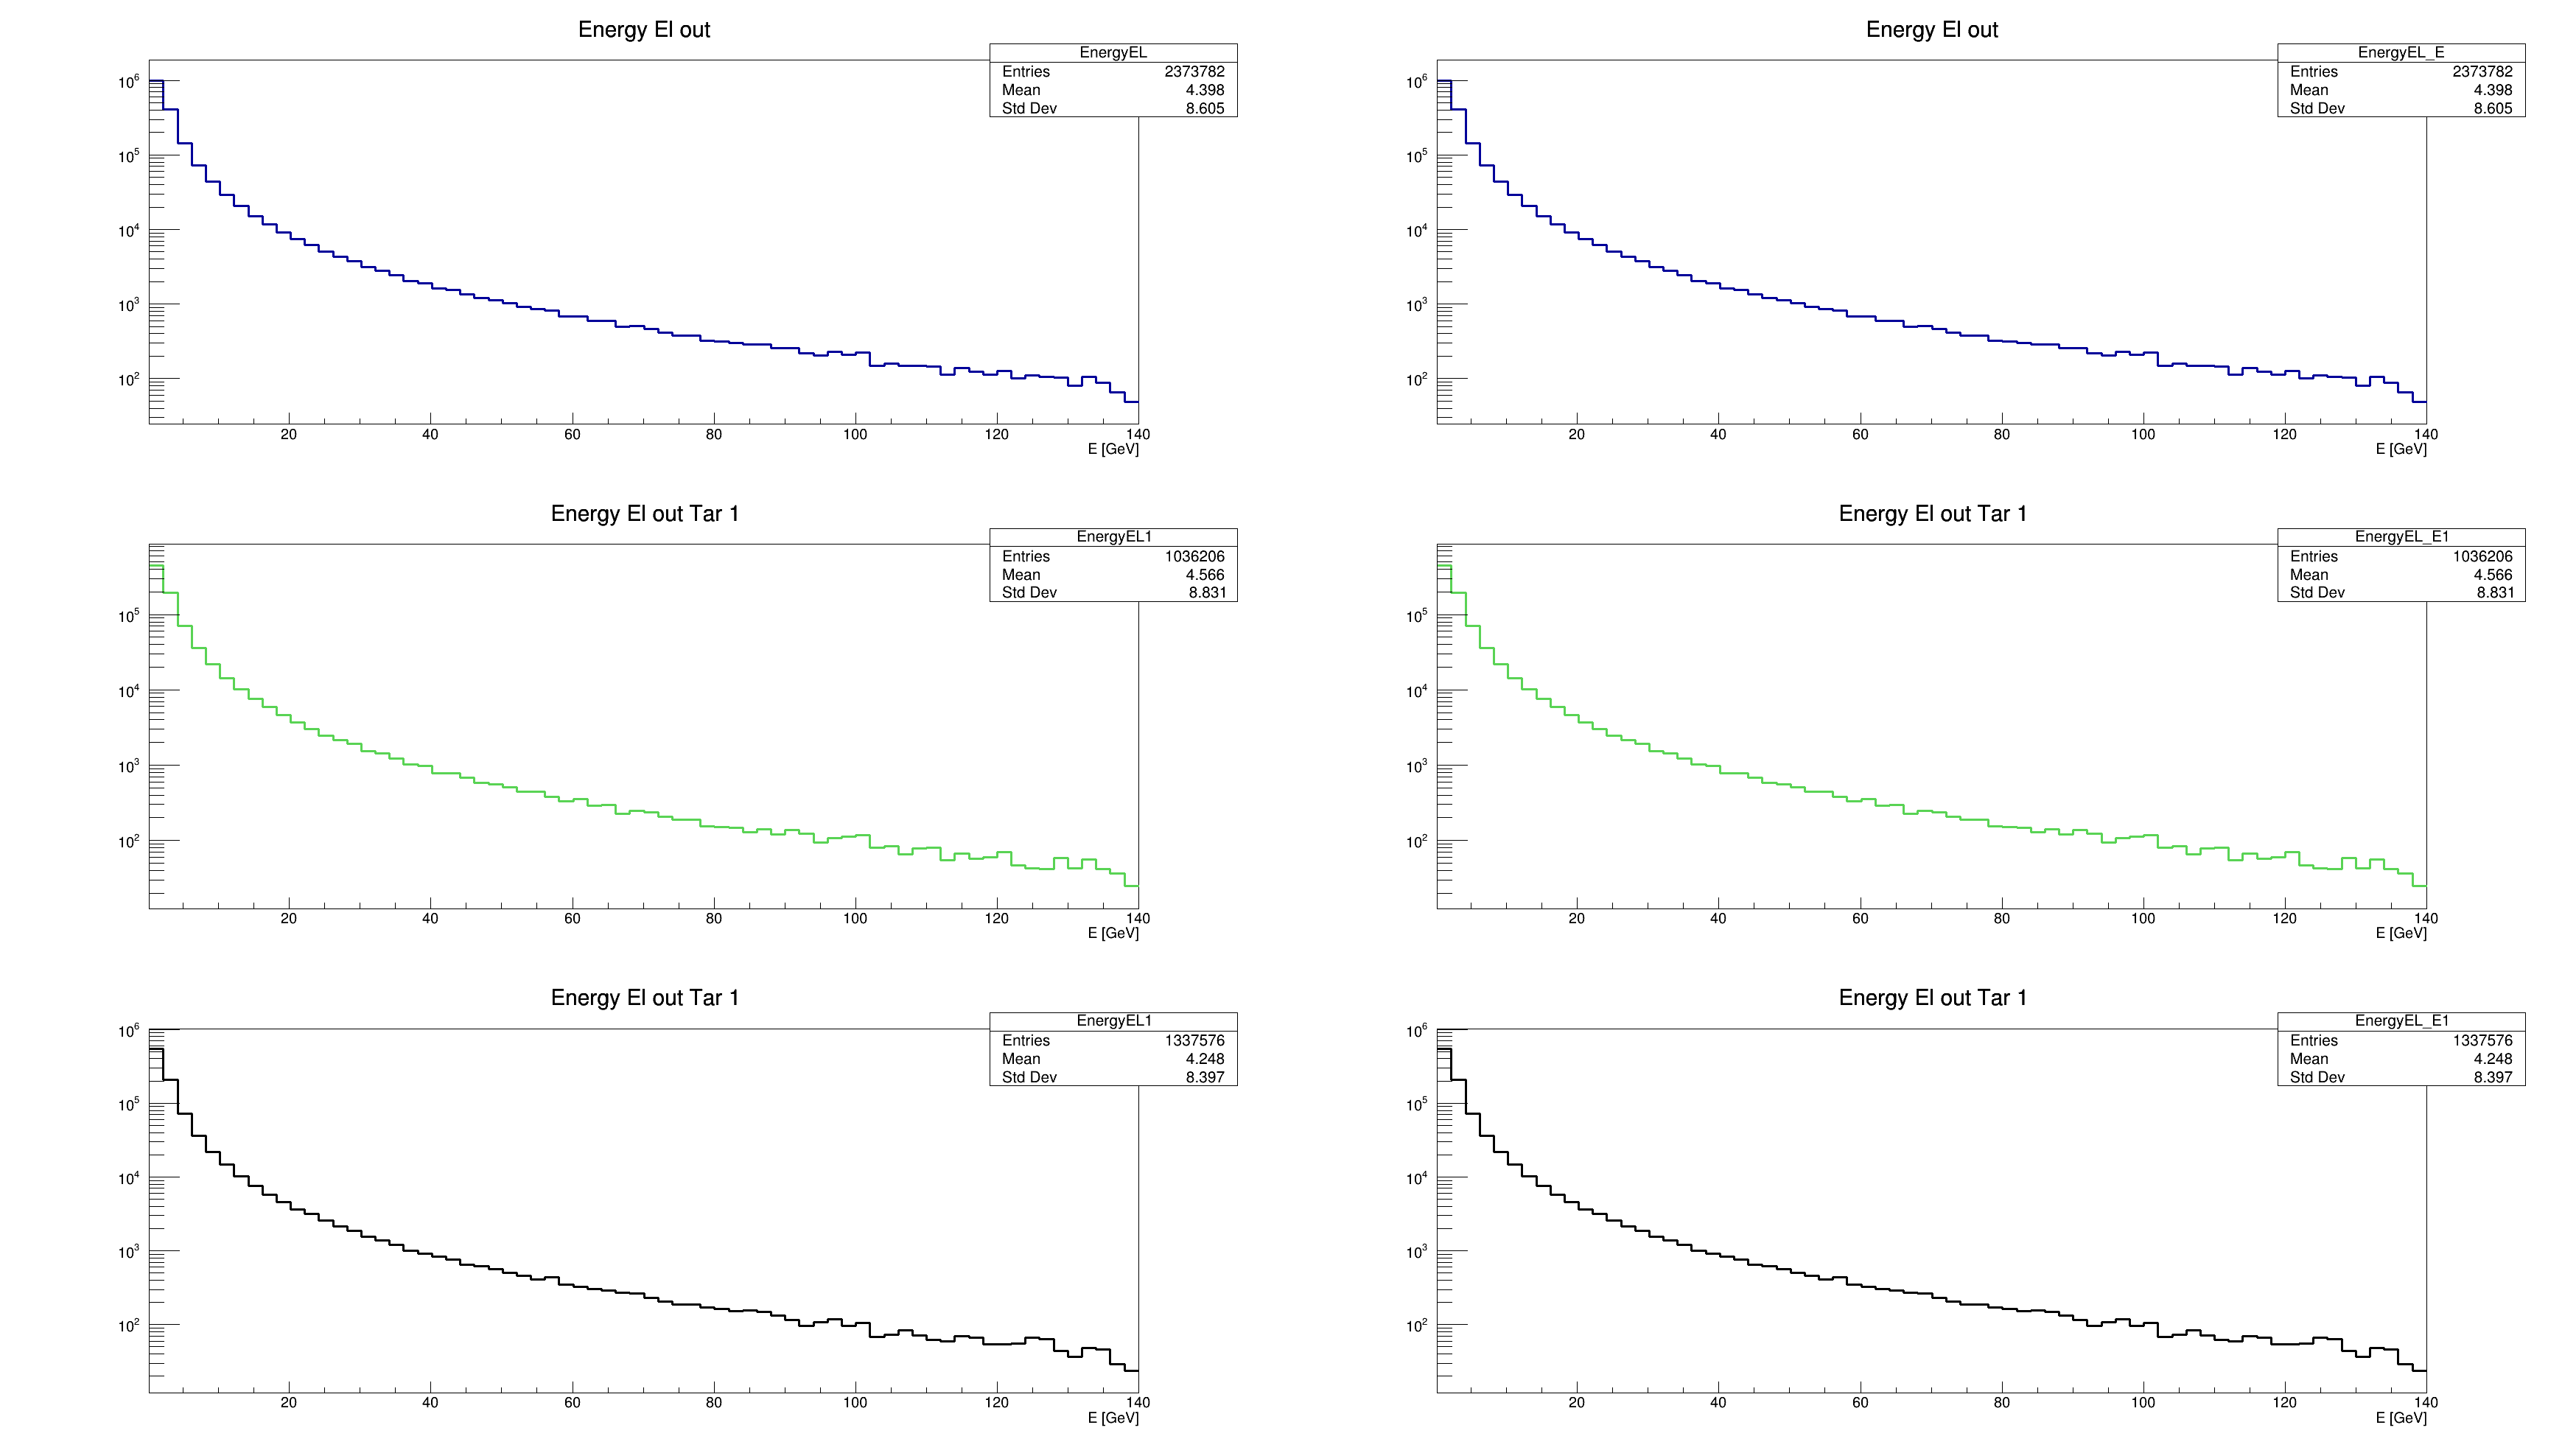 Energy El out
EnergyEL
Entries 2373782
Mean 4.398
Std Dev 8.605
10^6
10^5
10^4
10^3
10^2
20 40 60 80 100 120 140
E [GeV]
Energy El out
EnergyEL_E
Entries 2373782
Mean 4.398
Std Dev 8.605
10^6
10^5
10^4
10^3
10^2
20 40 60 80 100 120 140
E [GeV]
Energy El out Tar 1
EnergyEL1
Entries 1036206
Mean 4.566
Std Dev 8.831
10^5
10^4
10^3
10^2
20 40 60 80 100 120 140
E [GeV]
Energy El out Tar 1
EnergyEL_E1
Entries 1036206
Mean 4.566
Std Dev 8.831
10^5
10^4
10^3
10^2
20 40 60 80 100 120 140
E [GeV]
Energy El out Tar 1
EnergyEL1
Entries 1337576
Mean 4.248
Std Dev 8.397
10^6
10^5
10^4
10^3
10^2
20 40 60 80 100 120 140
E [GeV]
Energy El out Tar 1
EnergyEL_E1
Entries 1337576
Mean 4.248
Std Dev 8.397
10^6
10^5
10^4
10^3
10^2
20 40 60 80 100 120 140
E [GeV]